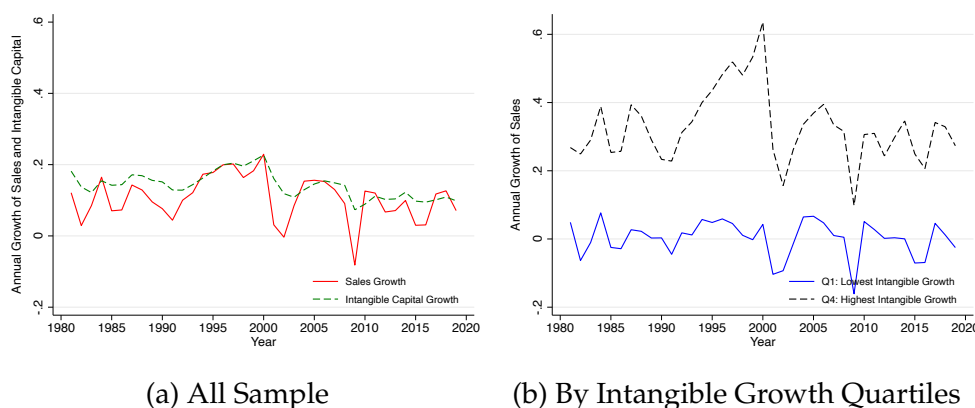 Annual Growth of Sales and Intangible Capital
.6
.4
.2
0
-.2
1980 1985 1990 1995 2000 2005 2010 2015 2020
Year
Sales Growth
Intangible Capital Growth
(a) All Sample
Annual Growth of Sales
.6
.4
.2
0
-.2
1980 1985 1990 1995 2000 2005 2010 2015 2020
Year
Q1: Lowest Intangible Growth
Q4: Highest Intangible Growth
(b) By Intangible Growth Quartiles